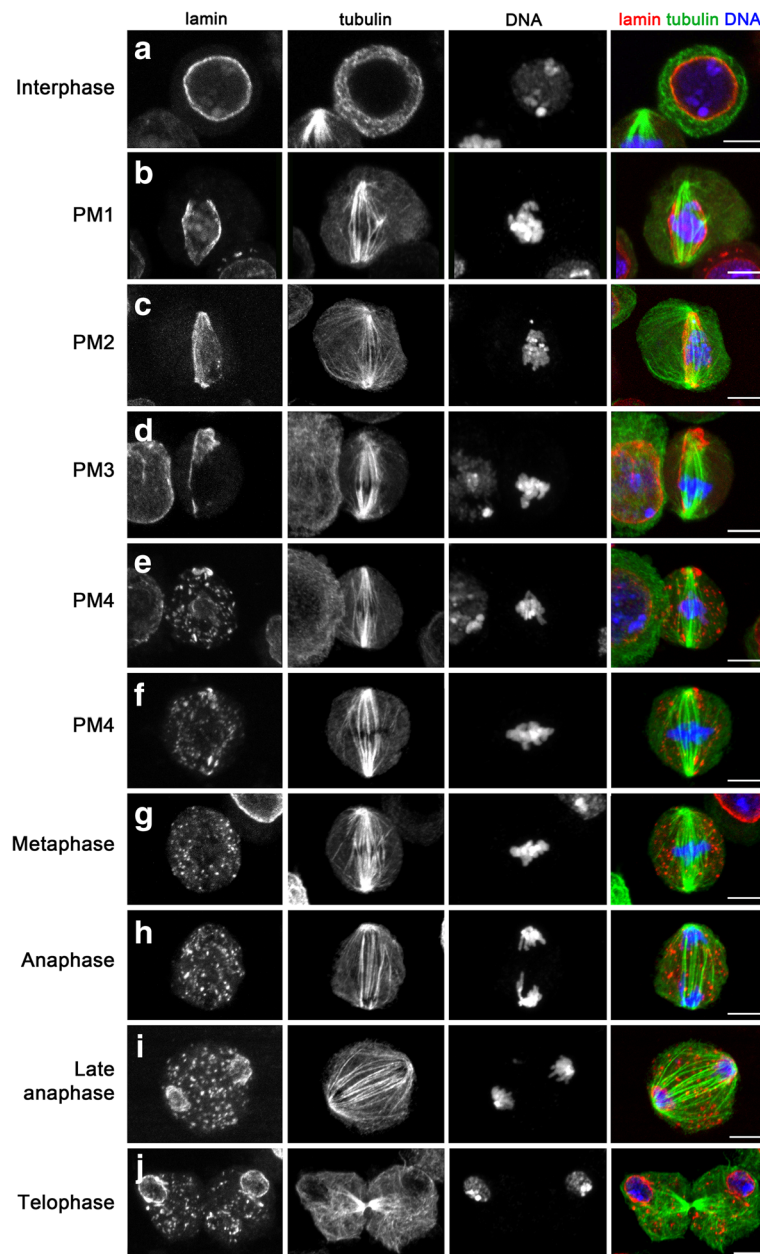 lamin tubulin DNA lamin tubulin DNA
a
Interphase
b
PM1
c
PM2
d
PM3
e
PM4
f
PM4
g
Metaphase
h
Anaphase
i
Late
anaphase
j
Telophase